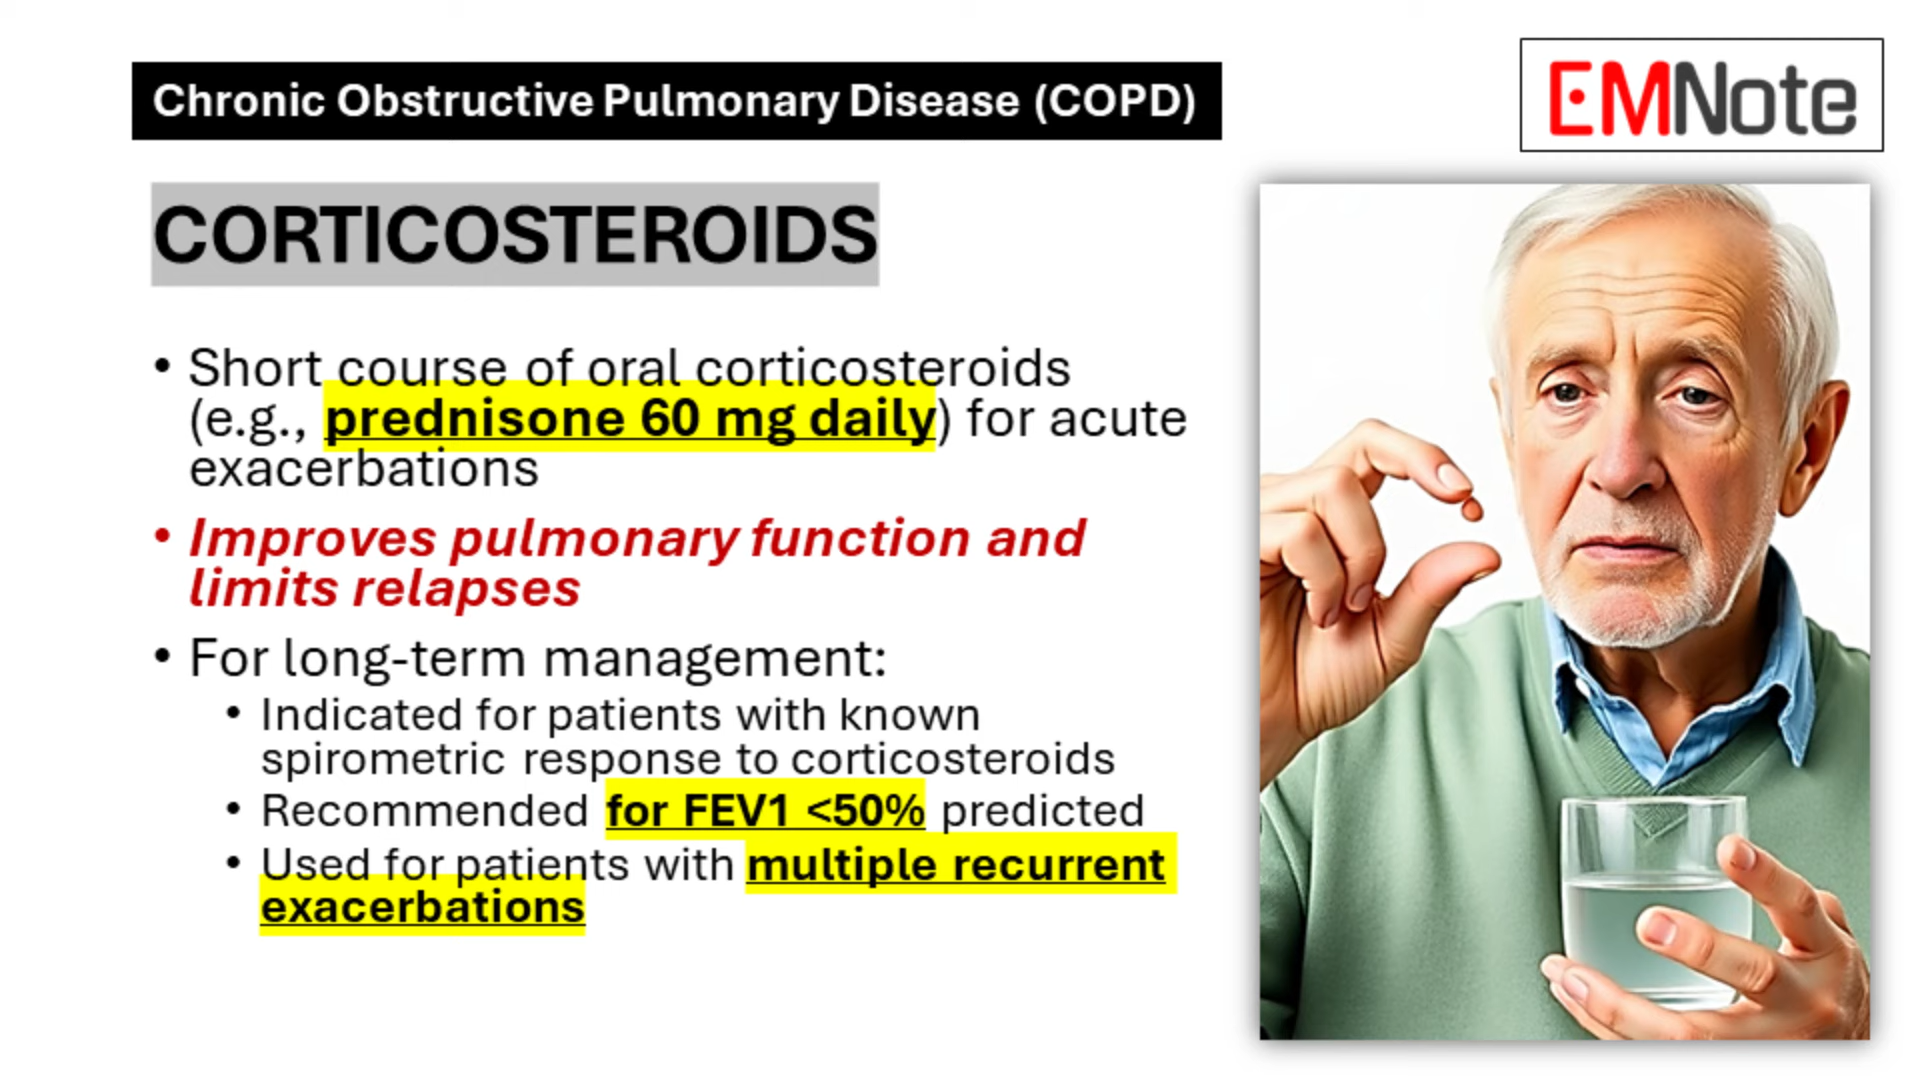 Chronic Obstructive Pulmonary Disease (COPD)
EMNote
CORTICOSTEROIDS
• Short course of oral corticosteroids
(e.g., prednisone 60 mg daily) for acute
exacerbations
• Improves pulmonary function and
limits relapses
• For long-term management:
• Indicated for patients with known
spirometric response to corticosteroids
• Recommended for FEV1 <50% predicted
• Used for patients with multiple recurrent
exacerbations